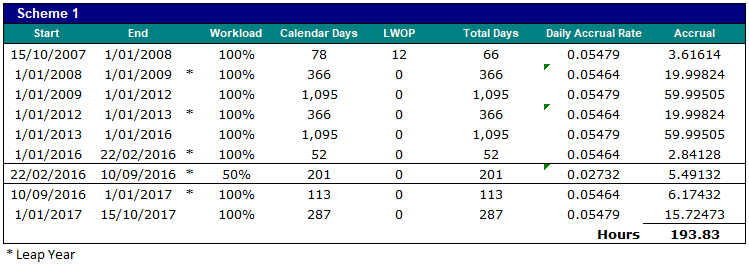 Scheme 1
Start End Workload Calendar Days LWOP Total Days Daily Accrual Rate Accrual
15/10/2007 1/01/2008 100% 78 12 66 0.05479 3.61614
1/01/2008 1/01/2009 * 100% 366 0 366 0.05464 19.99824
1/01/2009 1/01/2012 100% 1,095 0 1,095 0.05479 59.99505
1/01/2012 1/01/2013 * 100% 366 0 366 0.05464 19.99824
1/01/2013 1/01/2016 100% 1,095 0 1,095 0.05479 59.99505
1/01/2016 22/02/2016 * 100% 52 0 52 0.05464 2.84128
22/02/2016 10/09/2016 * 50% 201 0 201 0.02732 5.49132
10/09/2016 1/01/2017 * 100% 113 0 113 0.05464 6.17432
1/01/2017 15/10/2017 100% 287 0 287 0.05479 15.72473
Hours 193.83
* Leap Year